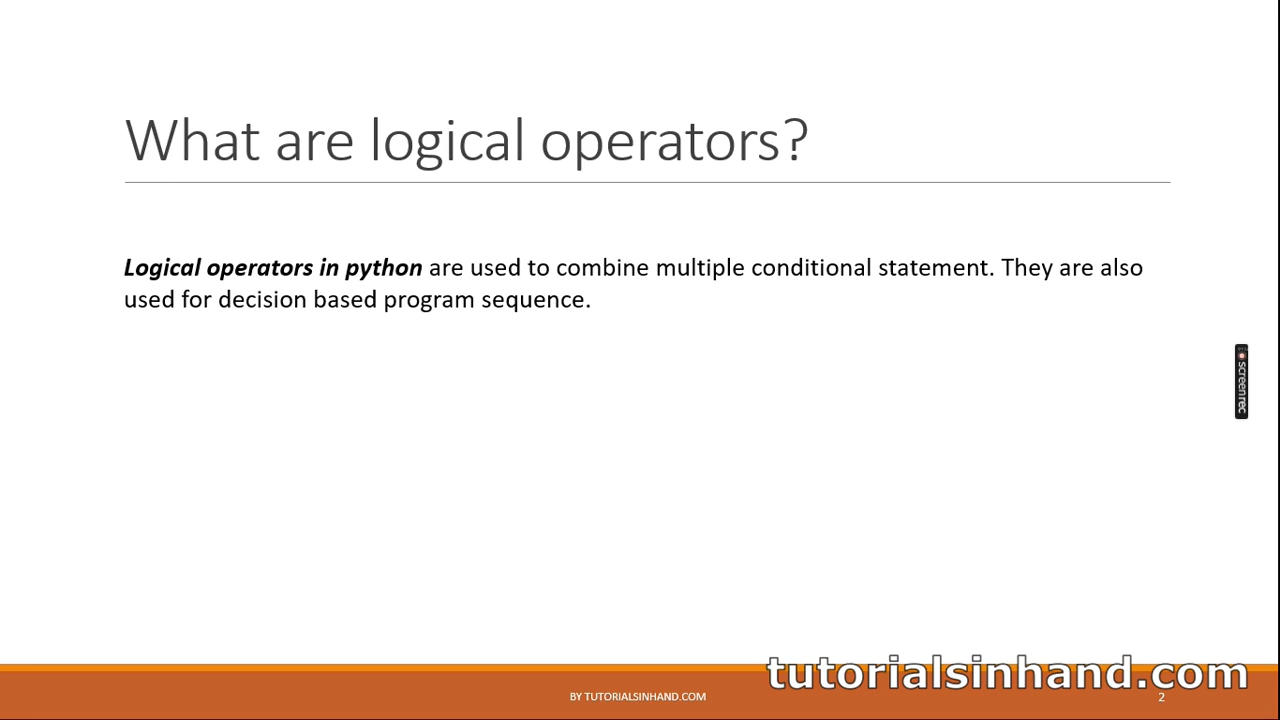 What are logical operators?
Logical operators in python are used to combine multiple conditional statement. They are also
used for decision based program sequence.
screenrec
tutorialsinhand.com
BY TUTORIALSINHAND.COM
2